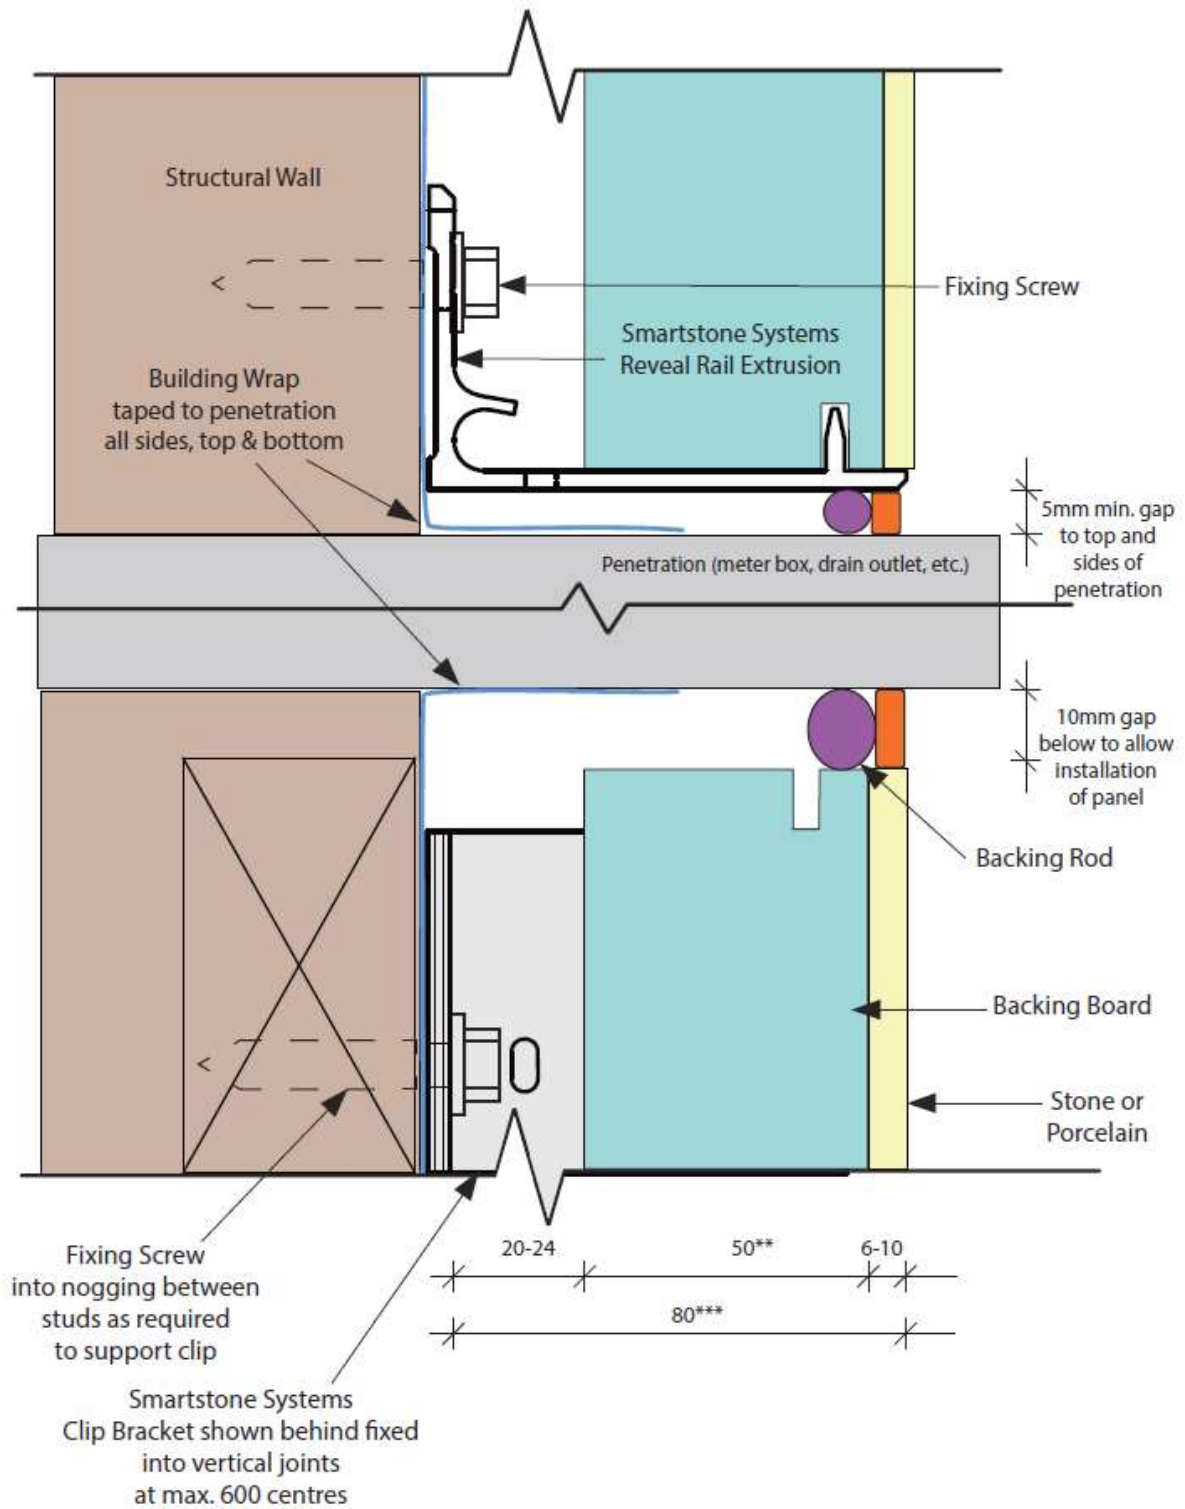 Structural Wall
Fixing Screw
Smartstone Systems
Reveal Rail Extrusion
Building Wrap
taped to penetration
all sides, top & bottom
5mm min. gap
to top and
sides of
penetration
Penetration (meter box, drain outlet, etc.)
10mm gap
below to allow
installation
of panel
Backing Rod
Backing Board
Stone or
Porcelain
20-24
50**
6-10
80***
Fixing Screw
into nogging between
studs as required
to support clip
Smartstone Systems
Clip Bracket shown behind fixed
into vertical joints
at max. 600 centres